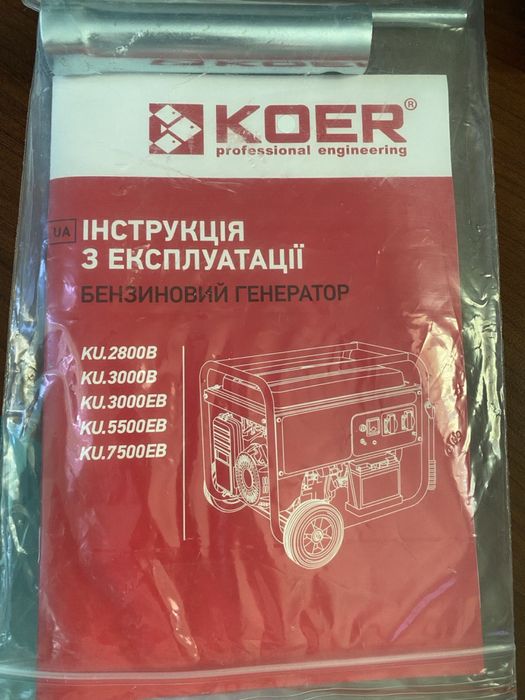 KOER®
professional engineering
UA
ІНСТРУКЦІЯ
З ЕКСПЛУАТАЦІЇ
БЕНЗИНОВИЙ ГЕНЕРАТОР
KU.2800B
KU.3000B
KU.3000EB
KU.5500EB
KU.7500EB